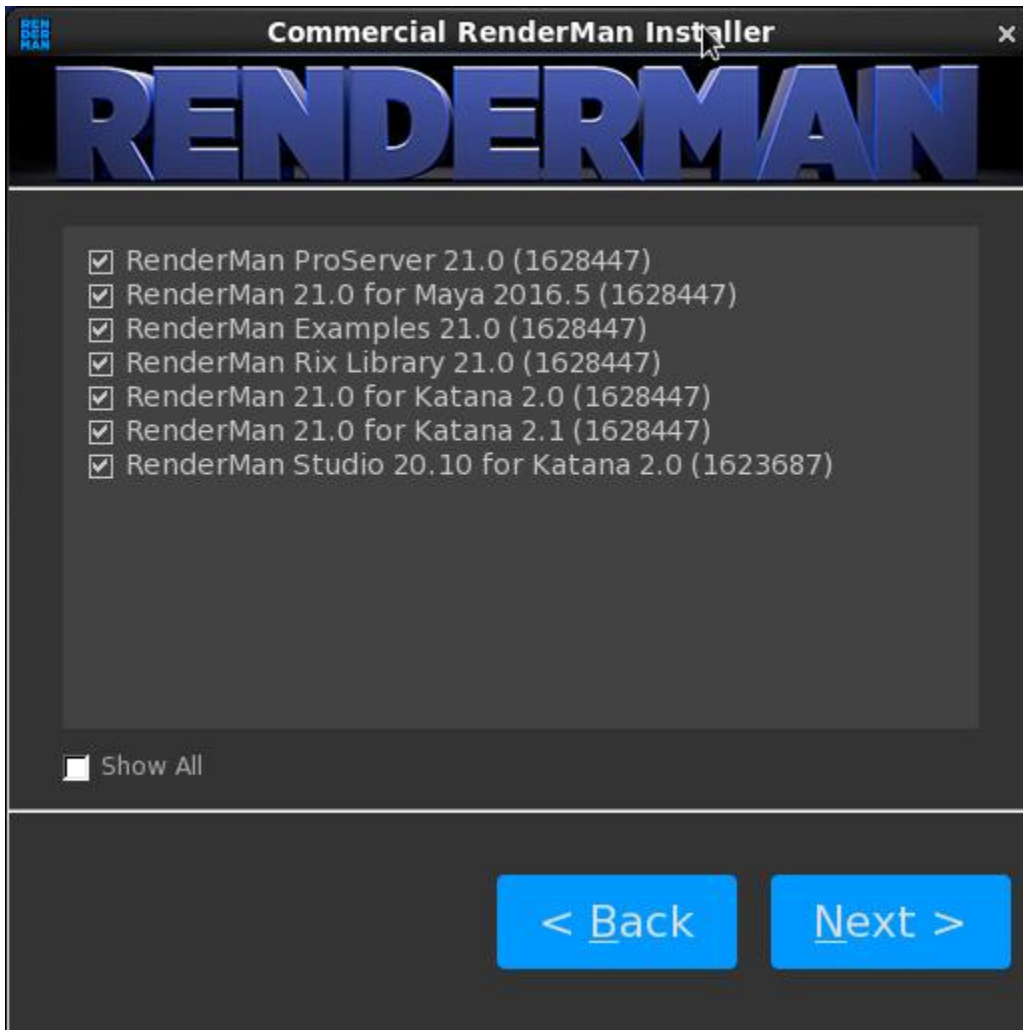 REN
DER
MAN
Commercial RenderMan Installer
RENDERMAN
RenderMan ProServer 21.0 (1628447)
RenderMan 21.0 for Maya 2016.5 (1628447)
RenderMan Examples 21.0 (1628447)
RenderMan Rix Library 21.0 (1628447)
RenderMan 21.0 for Katana 2.0 (1628447)
RenderMan 21.0 for Katana 2.1 (1628447)
RenderMan Studio 20.10 for Katana 2.0 (1623687)
Show All
< Back
Next >